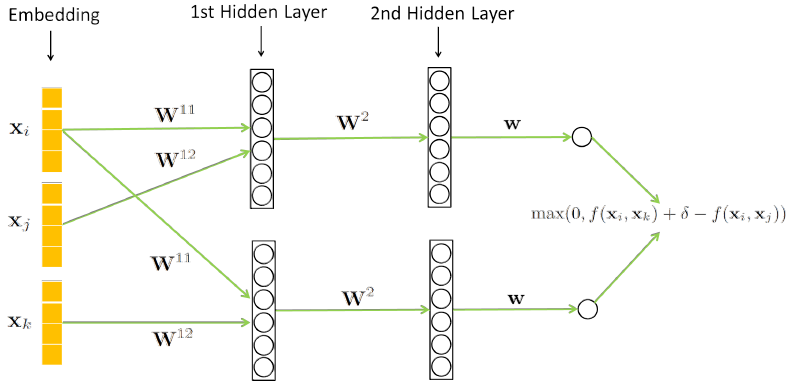 Embedding
1st Hidden Layer
2nd Hidden Layer
x_i
W^{11}
W^2
w
W^{12}
x_j
max(0, f(x_i, x_k) + δ − f(x_i, x_j))
W^{11}
W^2
w
x_k
W^{12}